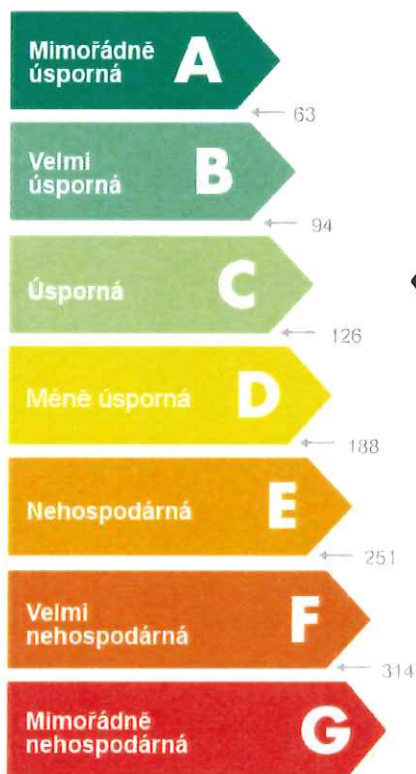 Mimořádně
úsporná A
63
Velmi
úsporná B
94
Úsporná C
126
Méně úsporná D
188
Nehospodárná E
251
Velmi
nehospodárná F
314
Mimořádně
nehospodárná G